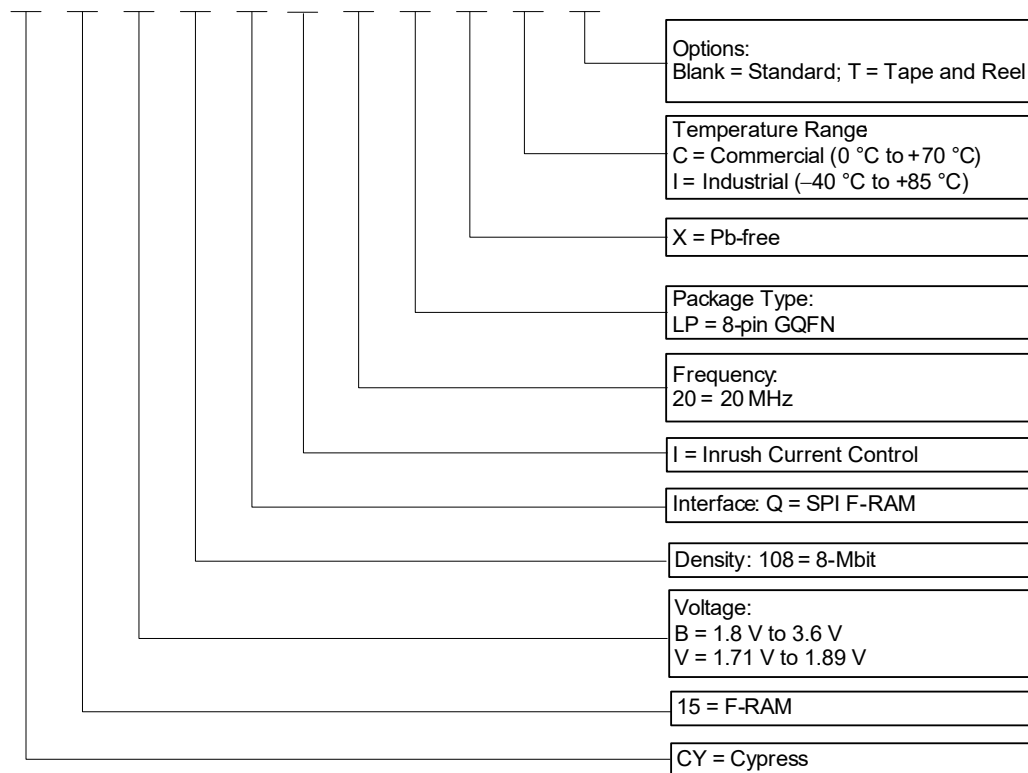 Options:
Blank = Standard; T = Tape and Reel
Temperature Range
C = Commercial (0 °C to +70 °C)
I = Industrial (–40 °C to +85 °C)
X = Pb-free
Package Type:
LP = 8-pin GQFN
Frequency:
20 = 20 MHz
I = Inrush Current Control
Interface: Q = SPI F-RAM
Density: 108 = 8-Mbit
Voltage:
B = 1.8 V to 3.6 V
V = 1.71 V to 1.89 V
15 = F-RAM
CY = Cypress